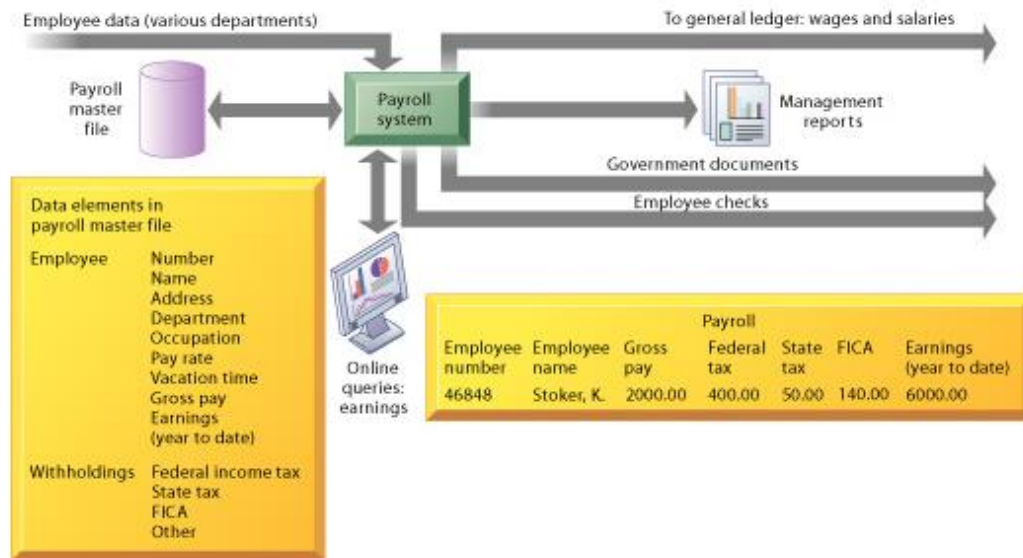 Employee data (various departments)
To general ledger: wages and salaries
Payroll
master
file
Payroll
system
Management
reports
Government documents
Employee checks
Data elements in
payroll master file
Employee Number
Name
Address
Department
Occupation
Pay rate
Vacation time
Gross pay
Earnings
(year to date)
Withholdings Federal income tax
State tax
FICA
Other
Online
queries:
earnings
Payroll
Employee Employee Gross Federal State FICA Earnings
number name pay tax tax (year to date)
46848 Stoker, K. 2000.00 400.00 50.00 140.00 6000.00